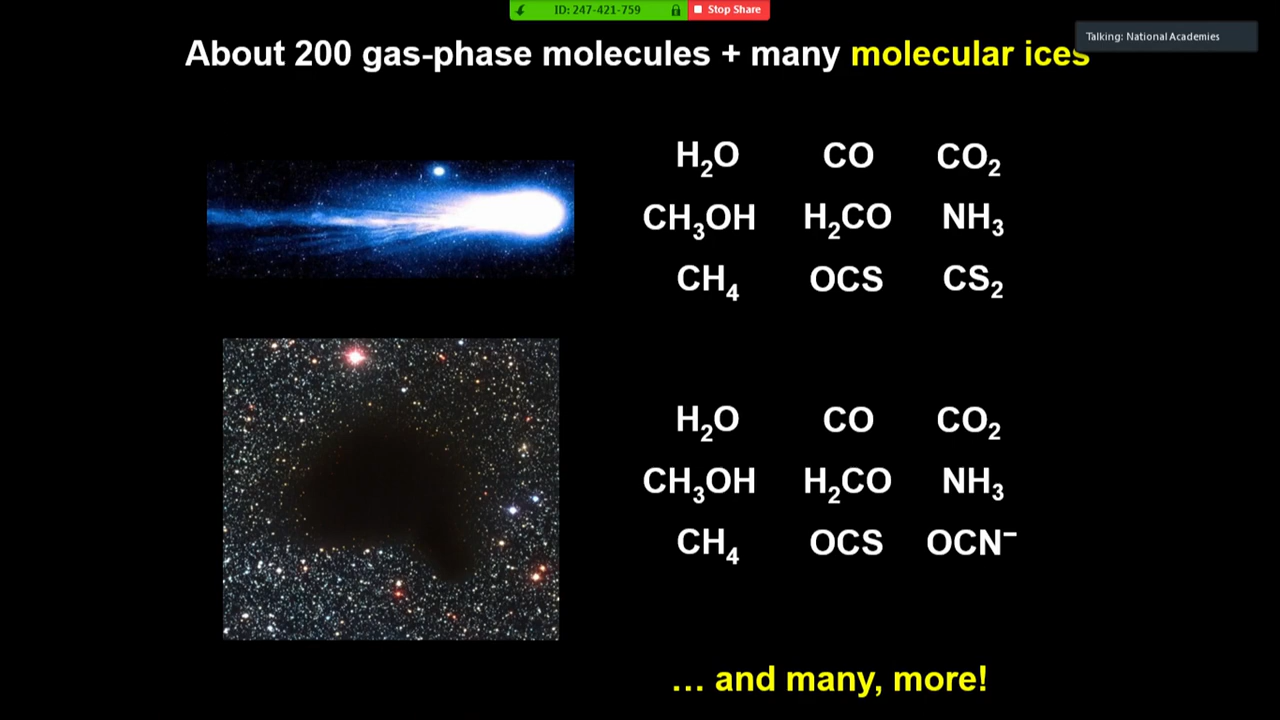 ID: 247-421-759 Stop Share
Talking: National Academies
About 200 gas-phase molecules + many molecular ices
H₂O CO CO₂
CH₃OH H₂CO NH₃
CH₄ OCS CS₂
H₂O CO CO₂
CH₃OH H₂CO NH₃
CH₄ OCS OCN⁻
... and many, more!